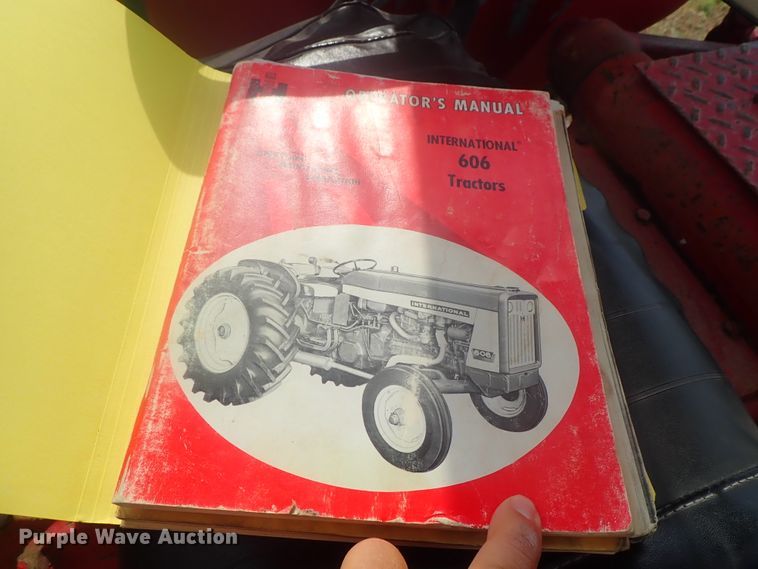 OPERATOR'S MANUAL
INTERNATIONAL
606
Tractors
INTERNATIONAL
606
Purple Wave Auction